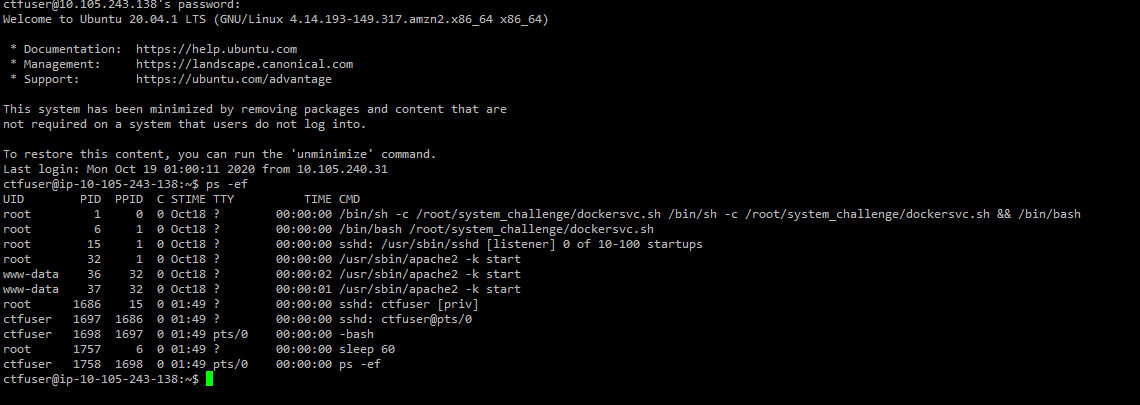 ctfuser@10.105.243.138's password:
Welcome to Ubuntu 20.04.1 LTS (GNU/Linux 4.14.193-149.317.amzn2.x86_64 x86_64)

 * Documentation:  https://help.ubuntu.com
 * Management:     https://landscape.canonical.com
 * Support:        https://ubuntu.com/advantage

This system has been minimized by removing packages and content that are
not required on a system that users do not log into.

To restore this content, you can run the 'unminimize' command.
Last login: Mon Oct 19 01:00:11 2020 from 10.105.240.31
ctfuser@ip-10-105-243-138:~$ ps -ef
UID        PID  PPID  C STIME TTY          TIME CMD
root         1     0  0 Oct18 ?        00:00:00 /bin/sh -c /root/system_challenge/dockersvc.sh /bin/sh -c /root/system_challenge/dockersvc.sh && /bin/bash
root         6     1  0 Oct18 ?        00:00:00 /bin/bash /root/system_challenge/dockersvc.sh
root        15     1  0 Oct18 ?        00:00:00 sshd: /usr/sbin/sshd [listener] 0 of 10-100 startups
root        32     1  0 Oct18 ?        00:00:00 /usr/sbin/apache2 -k start
www-data    36    32  0 Oct18 ?        00:00:02 /usr/sbin/apache2 -k start
www-data    37    32  0 Oct18 ?        00:00:01 /usr/sbin/apache2 -k start
root      1686    15  0 01:49 ?        00:00:00 sshd: ctfuser [priv]
ctfuser   1697  1686  0 01:49 ?        00:00:00 sshd: ctfuser@pts/0
ctfuser   1698  1697  0 01:49 pts/0    00:00:00 -bash
root      1757     6  0 01:49 ?        00:00:00 sleep 60
ctfuser   1758  1698  0 01:49 pts/0    00:00:00 ps -ef
ctfuser@ip-10-105-243-138:~$